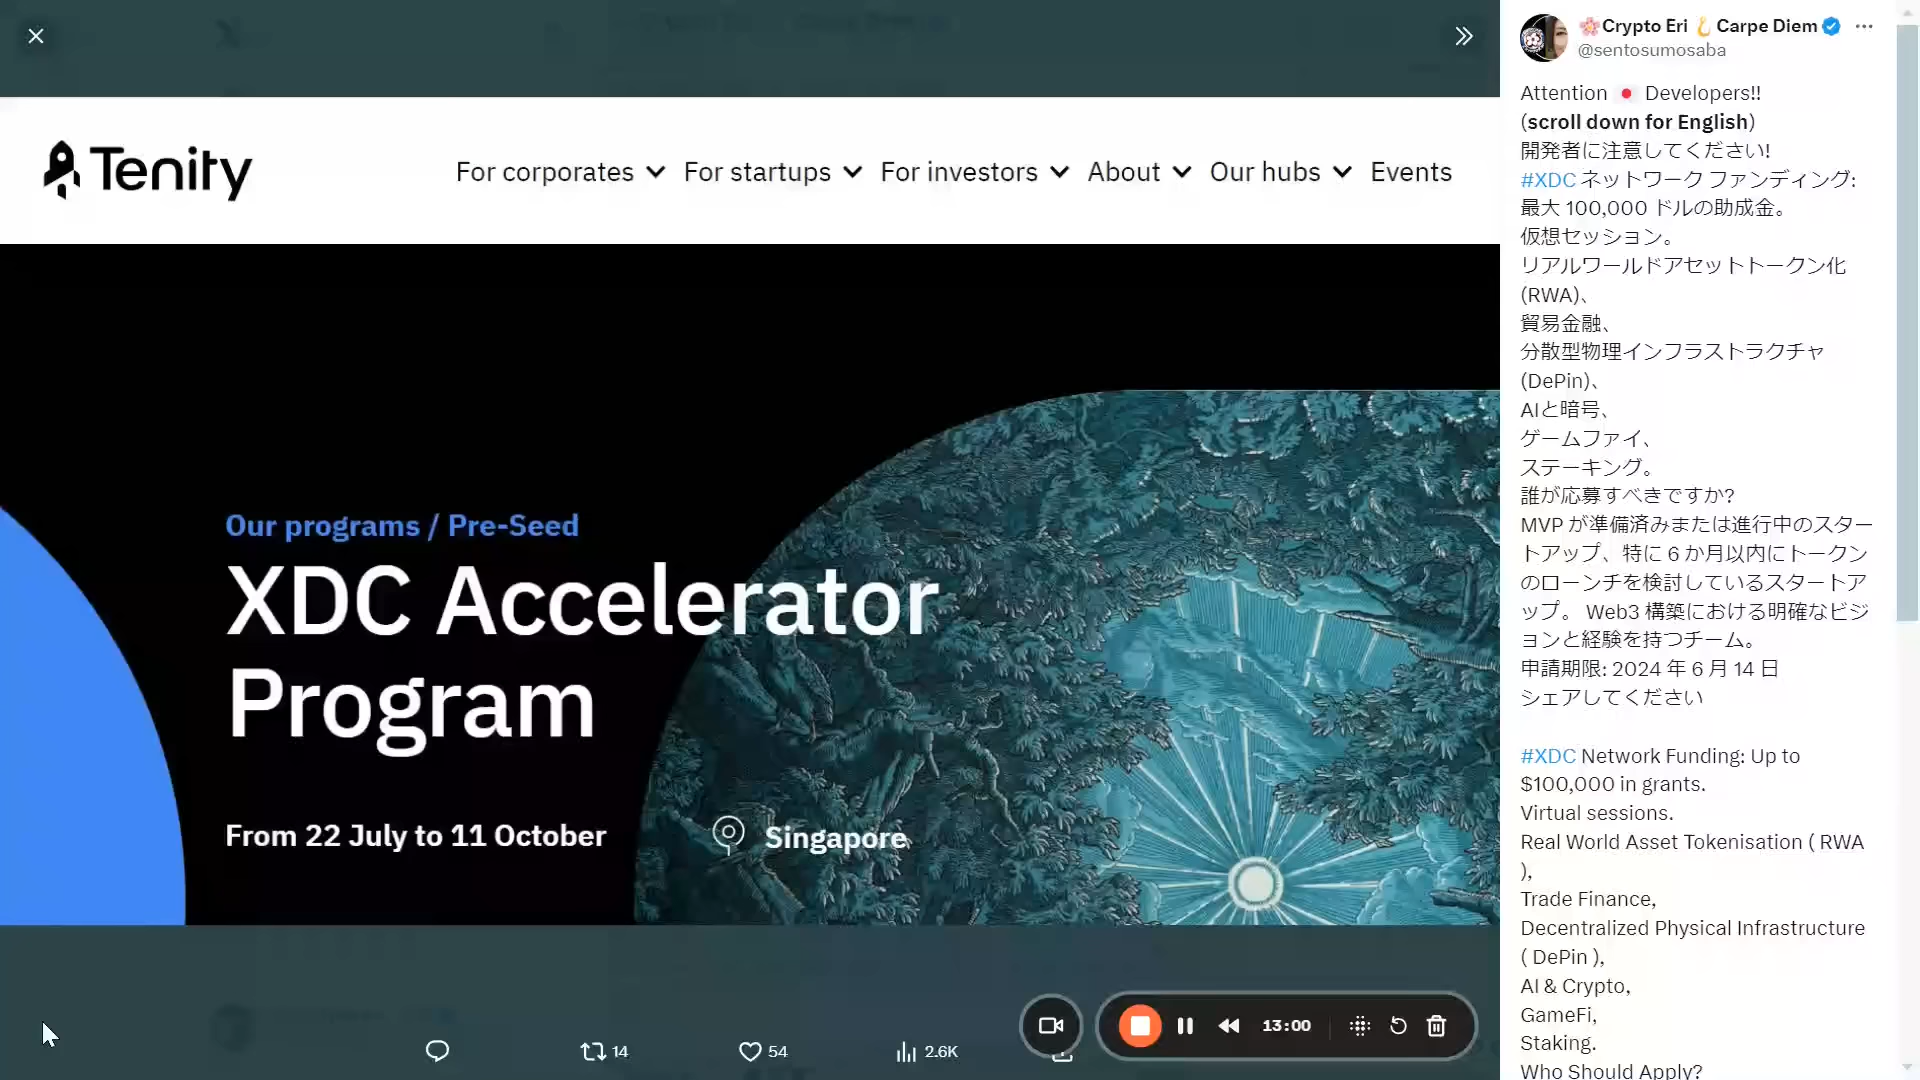 Tenity
For corporates For startups For investors About Our hubs Events
Our programs / Pre-Seed
XDC Accelerator
Program
From 22 July to 11 October
Singapore
14
54
2.6K
13:00
Crypto Eri Carpe Diem
@sentosumosaba
Attention Developers!!
(scroll down for English)
開発者に注意してください!
#XDC ネットワーク ファンディング:
最大 100,000 ドルの助成金。
仮想セッション。
リアルワールドアセットトークン化
(RWA)、
貿易金融、
分散型物理インフラストラクチャ
(DePin)、
AIと暗号、
ゲームファイ、
ステーキング。
誰が応募すべきですか?
MVP が準備済みまたは進行中のスター
トアップ、特に 6 か月以内にトークン
のローンチを検討しているスタートア
ップ。 Web3 構築における明確なビジ
ョンと経験を持つチーム。
申請期限: 2024 年 6 月 14 日
シェアしてください
#XDC Network Funding: Up to
$100,000 in grants.
Virtual sessions.
Real World Asset Tokenisation ( RWA
),
Trade Finance,
Decentralized Physical Infrastructure
( DePin ),
AI & Crypto,
GameFi,
Staking.
Who Should Apply?